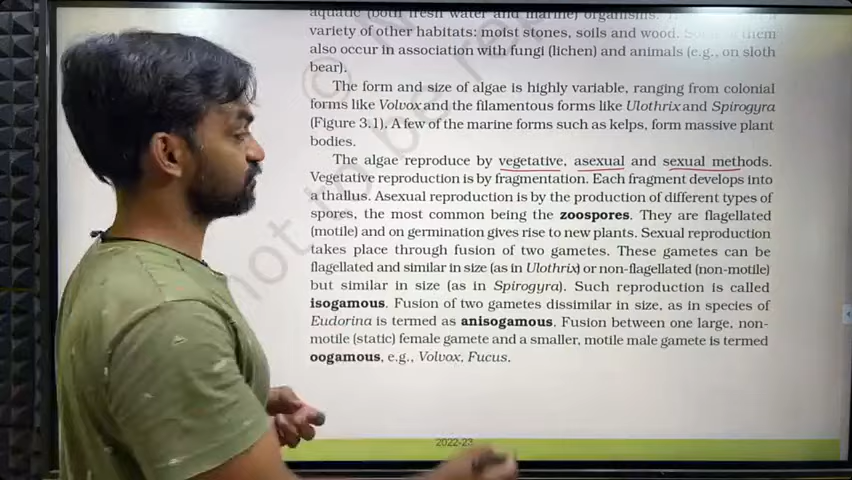 aquatic (both fresh water and marine) organisms.
variety of other habitats: moist stones, soils and wood. Some of them
also occur in association with fungi (lichen) and animals (e.g., on sloth
bear).
The form and size of algae is highly variable, ranging from colonial
forms like Volvox and the filamentous forms like Ulothrix and Spirogyra
(Figure 3.1). A few of the marine forms such as kelps, form massive plant
bodies.
The algae reproduce by vegetative, asexual and sexual methods.
Vegetative reproduction is by fragmentation. Each fragment develops into
a thallus. Asexual reproduction is by the production of different types of
spores, the most common being the zoospores. They are flagellated
(motile) and on germination gives rise to new plants. Sexual reproduction
takes place through fusion of two gametes. These gametes can be
flagellated and similar in size (as in Ulothrix) or non-flagellated (non-motile)
but similar in size (as in Spirogyra). Such reproduction is called
isogamous. Fusion of two gametes dissimilar in size, as in species of
Eudorina is termed as anisogamous. Fusion between one large, non-
motile (static) female gamete and a smaller, motile male gamete is termed
oogamous, e.g., Volvox, Fucus.
2022-23